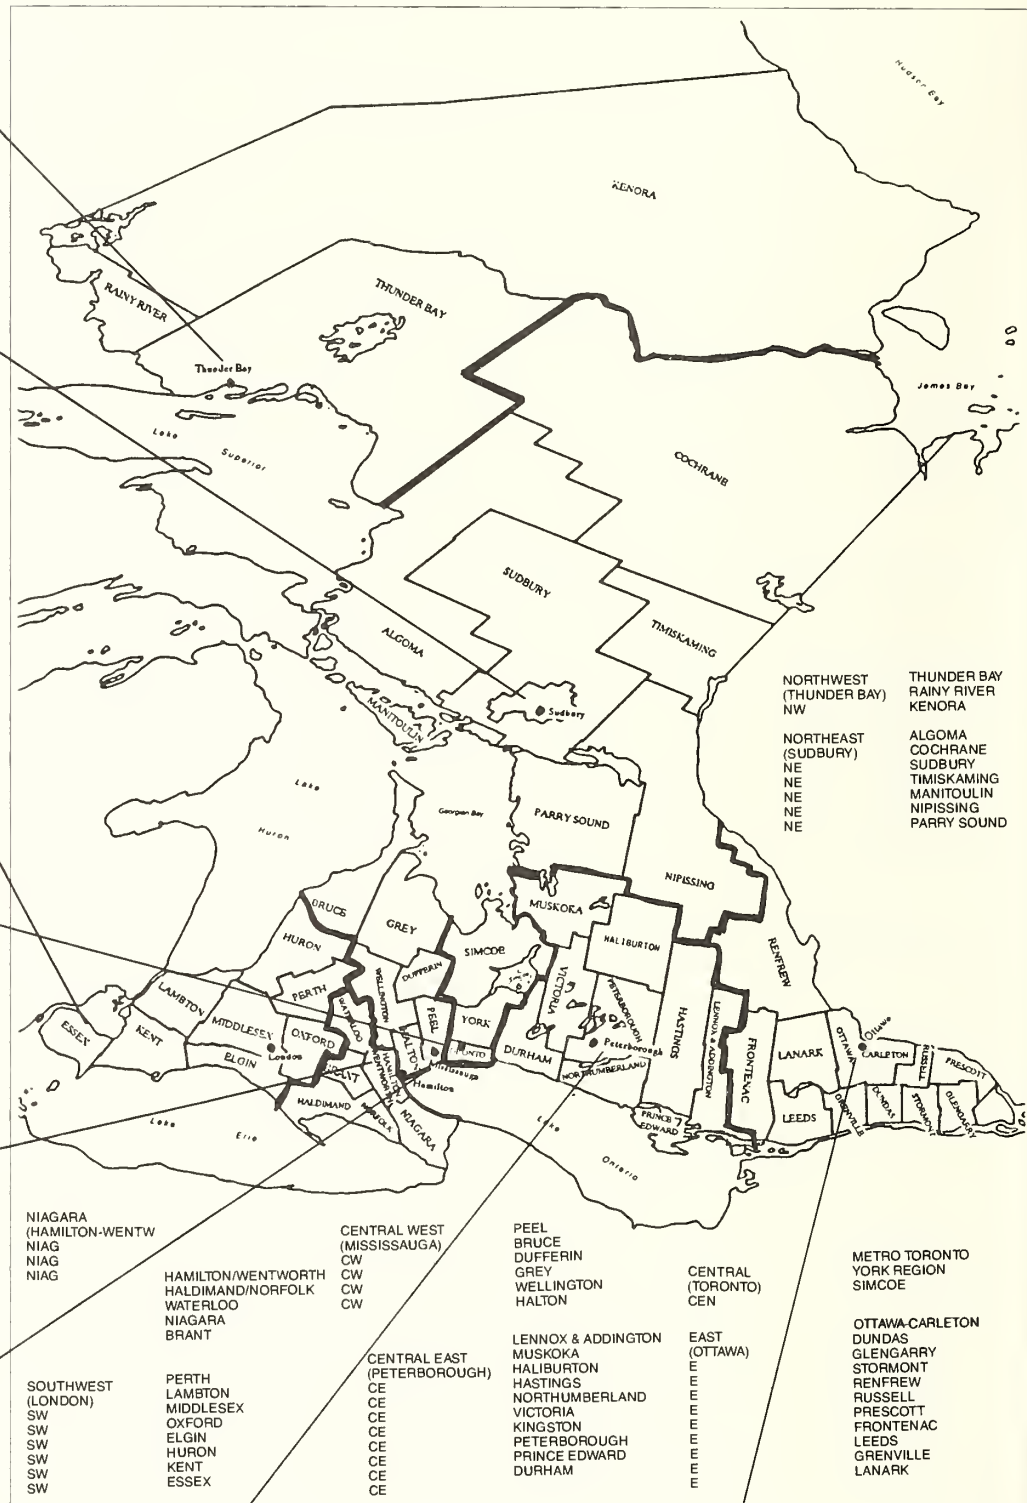 Hudson Bay
KENORA
RAINY RIVER
THUNDER BAY
Thunder Bay
James Bay
Lake
Superior
COCHRANE
SUDBURY
ALGOMA
TIMISKAMING
MANITOULIN
Sudbury
NORTHWEST THUNDER BAY
(THUNDER BAY) RAINY RIVER
NW KENORA
NORTHEAST ALGOMA
(SUDBURY) COCHRANE
NE SUDBURY
NE TIMISKAMING
NE MANITOULIN
NE NIPISSING
NE PARRY SOUND
Lake
Huron
Georgian Bay
PARRY SOUND
NIPISSING
MUSKOKA
BRUCE
GREY
HURON
SIMCOE
HALIBURTON
RENFREW
DUFFERIN
WELLINGTON
VICTORIA
PETERBOROUGH
HASTINGS
LENNOX & ADDINGTON
FRONTENAC
LAMBTON
PERTH
WATERLOO
PEEL
YORK
ESSEX
KENT
MIDDLESEX
OXFORD
London
ELGIN
HALTON
Mississauga
DURHAM
Peterborough
NORTHUMBERLAND
LANARK
OTTAWA
Ottawa
CARLETON
RUSSELL
PRESCOTT
HAMILTON
WENTWORTH
Hamilton
HALDIMAND
NORFOLK
NIAGARA
PRINCE
EDWARD
LEEDS
GRENVILLE
DUNDAS
STORMONT
GLENGARRY
Lake
Erie
Lake
Ontario
NIAGARA
(HAMILTON-WENTW
NIAG
NIAG
NIAG
HAMILTON/WENTWORTH
HALDIMAND/NORFOLK
WATERLOO
NIAGARA
BRANT
CENTRAL WEST
(MISSISSAUGA)
CW
CW
CW
CW
PEEL
BRUCE
DUFFERIN
GREY
WELLINGTON
HALTON
CENTRAL
(TORONTO)
CEN
METRO TORONTO
YORK REGION
SIMCOE
SOUTHWEST
(LONDON)
SW
SW
SW
SW
SW
SW
PERTH
LAMBTON
MIDDLESEX
OXFORD
ELGIN
HURON
KENT
ESSEX
CENTRAL EAST
(PETERBOROUGH)
CE
CE
CE
CE
CE
CE
CE
CE
LENNOX & ADDINGTON
MUSKOKA
HALIBURTON
HASTINGS
NORTHUMBERLAND
VICTORIA
KINGSTON
PETERBOROUGH
PRINCE EDWARD
DURHAM
EAST
(OTTAWA)
E
E
E
E
E
E
E
E
E
OTTAWA-CARLETON
DUNDAS
GLENGARRY
STORMONT
RENFREW
RUSSELL
PRESCOTT
FRONTENAC
LEEDS
GRENVILLE
LANARK